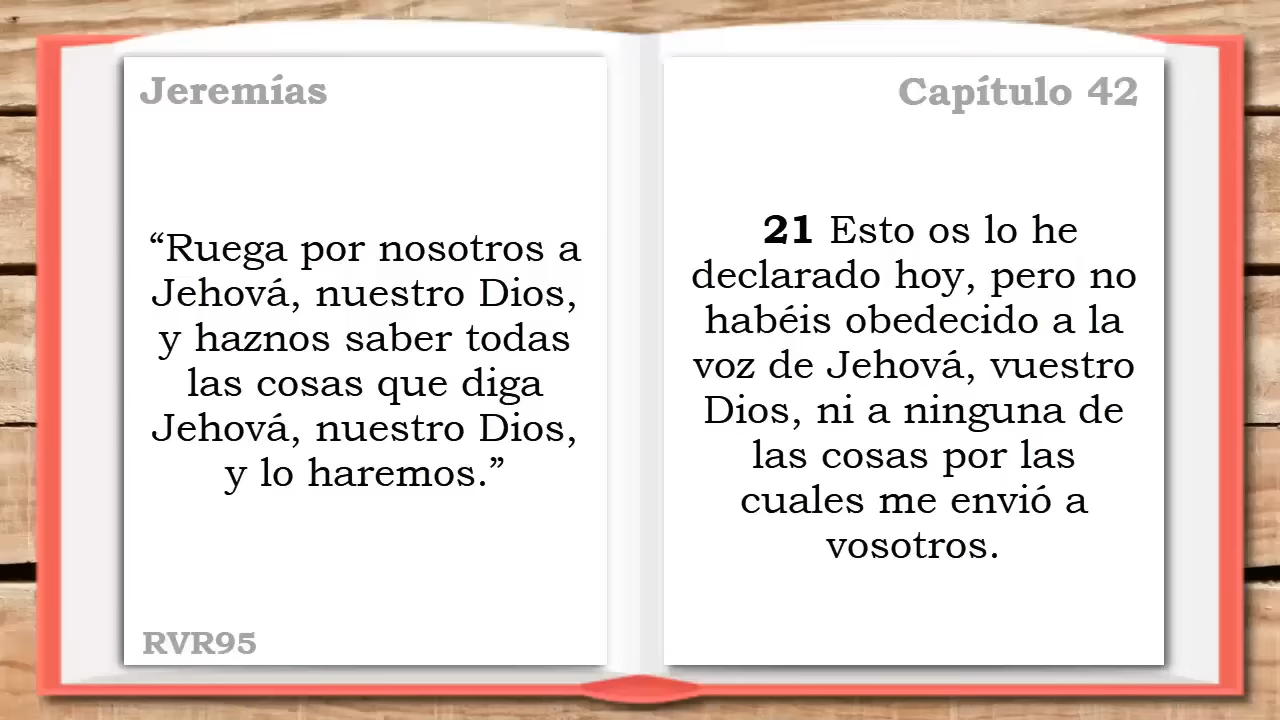 Jeremías
“Ruega por nosotros a
Jehová, nuestro Dios,
y haznos saber todas
las cosas que diga
Jehová, nuestro Dios,
y lo haremos.”
RVR95
Capítulo 42
21 Esto os lo he
declarado hoy, pero no
habéis obedecido a la
voz de Jehová, vuestro
Dios, ni a ninguna de
las cosas por las
cuales me envió a
vosotros.